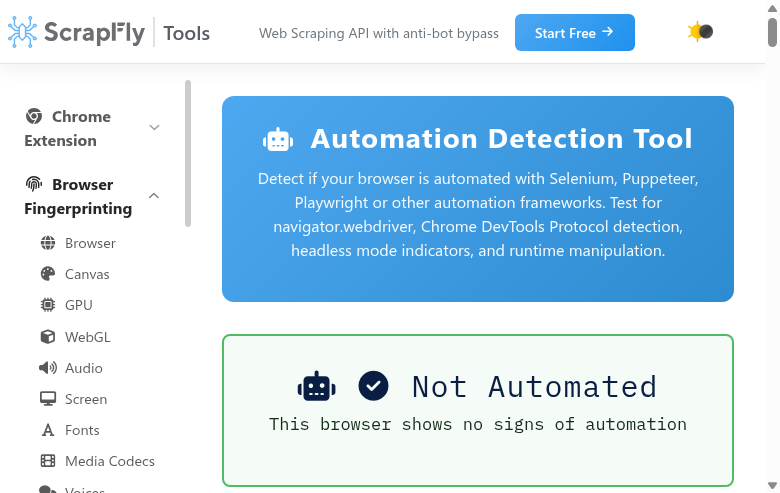 ScrapFly Tools
Web Scraping API with anti-bot bypass
Start Free →
Chrome
Extension
Browser
Fingerprinting
Browser
Canvas
GPU
WebGL
Audio
Screen
Fonts
Media Codecs
Voices
Automation Detection Tool
Detect if your browser is automated with Selenium, Puppeteer,
Playwright or other automation frameworks. Test for
navigator.webdriver, Chrome DevTools Protocol detection,
headless mode indicators, and runtime manipulation.
Not Automated
This browser shows no signs of automation